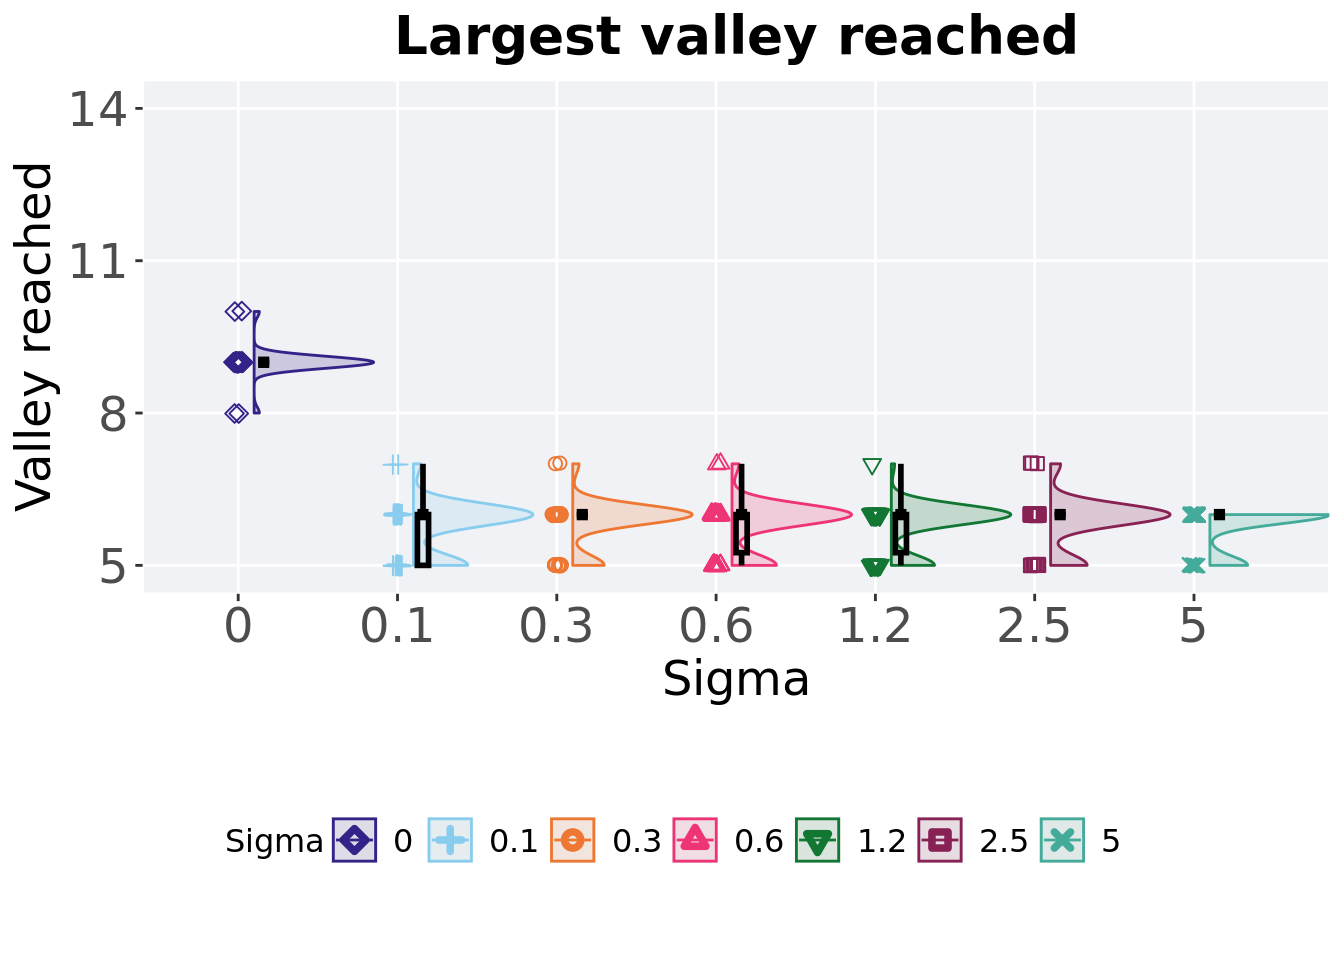 Largest valley reached
14
11
8
5
Valley reached
0 0.1 0.3 0.6 1.2 2.5 5
Sigma
Sigma 0 0.1 0.3 0.6 1.2 2.5 5